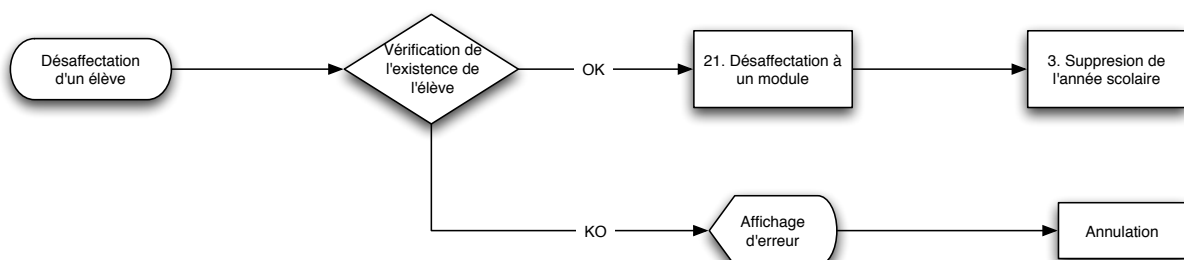 Désaffectation
d'un élève
Vérification de
l'existence de
l'élève
OK
21. Désaffectation à
un module
3. Suppresion de
l'année scolaire
KO
Affichage
d'erreur
Annulation